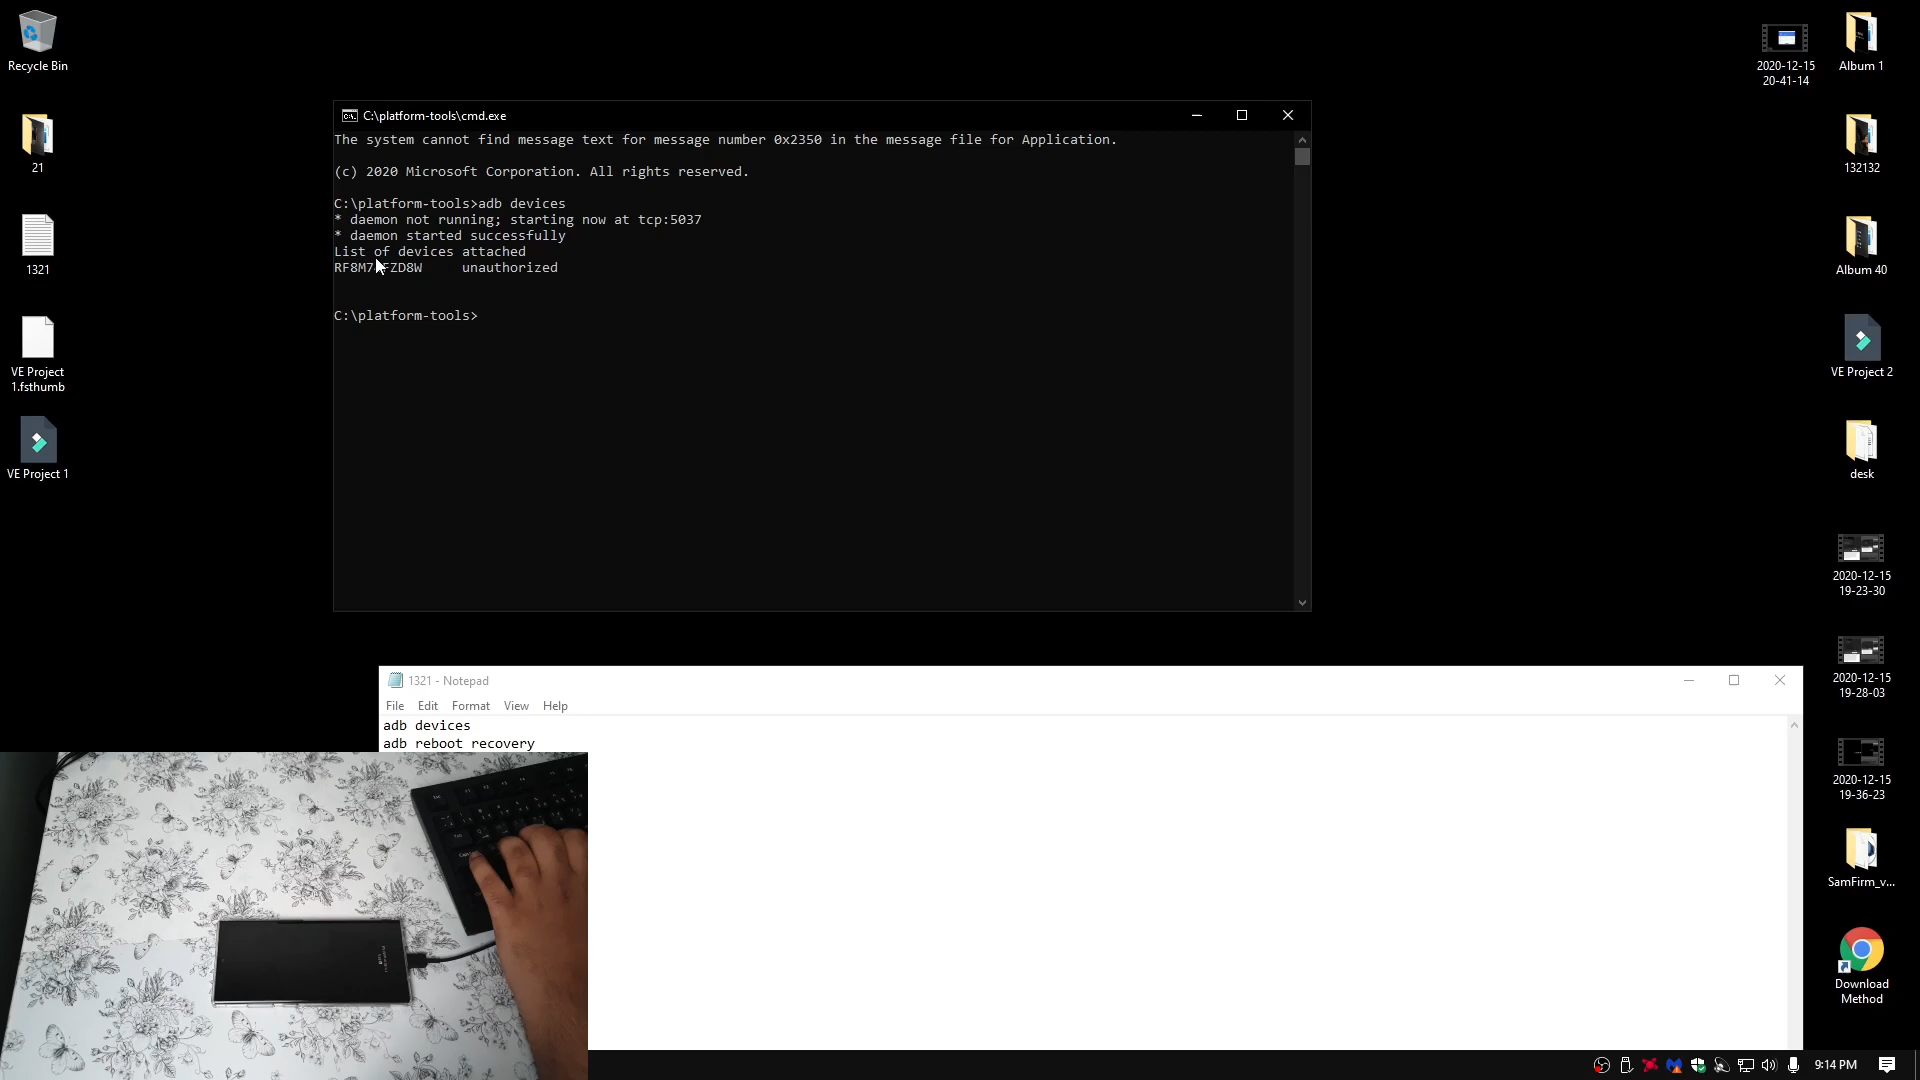 Recycle Bin
21
1321
VE Project
1.fsthumb
VE Project 1
C:\platform-tools\cmd.exe
The system cannot find message text for message number 0x2350 in the message file for Application.
(c) 2020 Microsoft Corporation. All rights reserved.
C:\platform-tools>adb devices
* daemon not running; starting now at tcp:5037
* daemon started successfully
List of devices attached
unauthorized
C:\platform-tools>
1321 - Notepad
File Edit Format View Help
adb devices
adb reboot recovery
2020-12-15
20-41-14
Album 1
132132
Album 40
VE Project 2
desk
2020-12-15
19-23-30
2020-12-15
19-28-03
2020-12-15
19-36-23
SamFirm_v...
Download
Method
9:14 PM